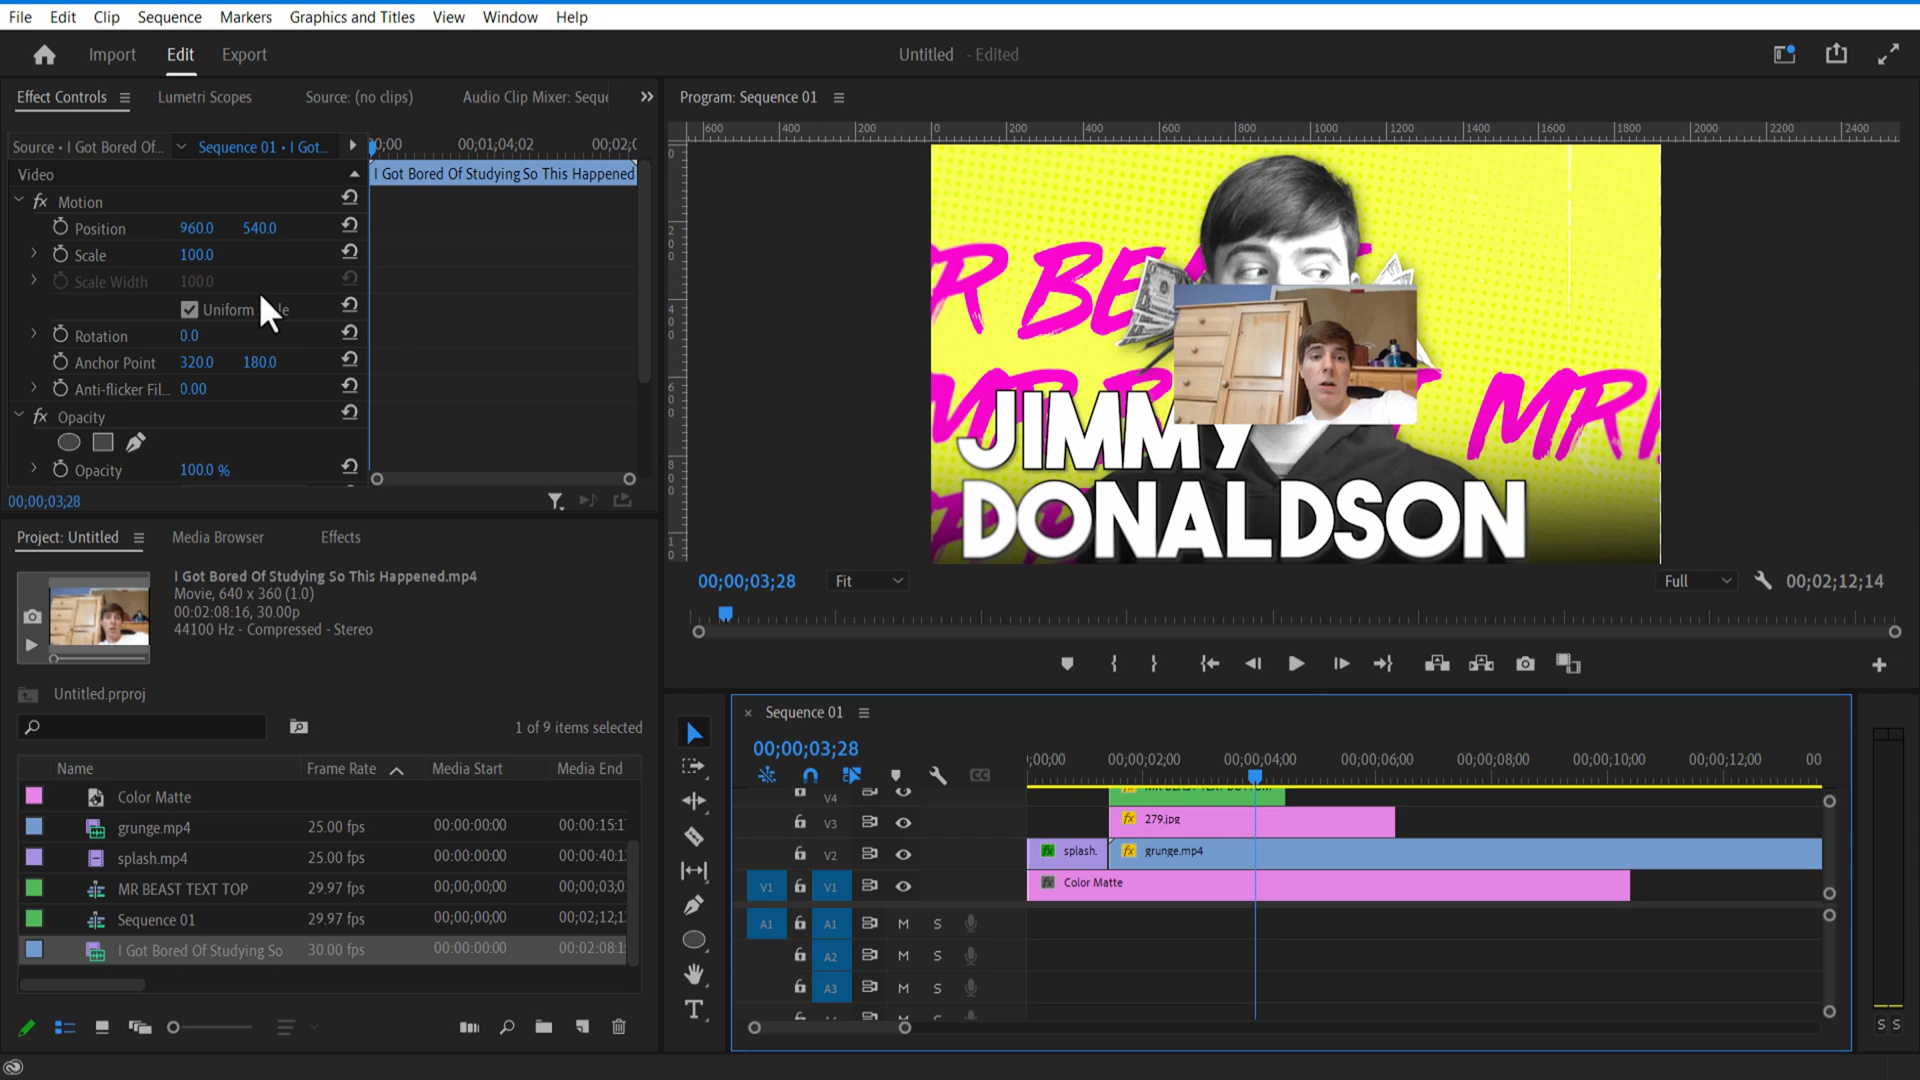 File Edit Clip Sequence Markers Graphics and Titles View Window Help
Import Edit Export Untitled - Edited
Effect Controls Lumetri Scopes Source: (no clips) Audio Clip Mixer: Seque
Source • I Got Bored Of... Sequence 01 • I Got...
00;00 00;01;04;02 00;02;0
Video
I Got Bored Of Studying So This Happened
fx Motion
Position 960.0 540.0
Scale 100.0
Scale Width 100.0
Uniform
Rotation 0.0
Anchor Point 320.0 180.0
Anti-flicker Fil... 0.00
fx Opacity
Opacity 100.0 %
00;00;03;28
Program: Sequence 01
600 400 200 0 200 400 600 800 1000 1200 1400 1600 1800 2000 2200 2400
0
200
400
600
800
10
JIMMY
DONALDSON
00;00;03;28 Fit Full 00;02;12;14
Project: Untitled Media Browser Effects
I Got Bored Of Studying So This Happened.mp4
Movie, 640 x 360 (1.0)
00:02:08:16, 30.00p
44100 Hz - Compressed - Stereo
Untitled.prproj
1 of 9 items selected
Name Frame Rate Media Start Media End
Color Matte
grunge.mp4 25.00 fps 00:00:00:00 00:00:15:1
splash.mp4 25.00 fps 00:00:00:00 00:00:40:1
MR BEAST TEXT TOP 29.97 fps 00;00;00;00 00;00;03;0
Sequence 01 29.97 fps 00;00;00;00 00;02;12;1
I Got Bored Of Studying So 30.00 fps 00:00:00:00 00:02:08:1
Sequence 01
00;00;03;28
;00;00 00;00;02;00 00;00;04;00 00;00;06;00 00;00;08;00 00;00;10;00 00;00;12;00 00
V4 MR BEAST TEXT BOTTOM
V3 fx 279.jpg
V2 fx splash. fx grunge.mp4
V1 V1 fx Color Matte
A1 A1 M S
A2 M S
A3 M S
T
S S